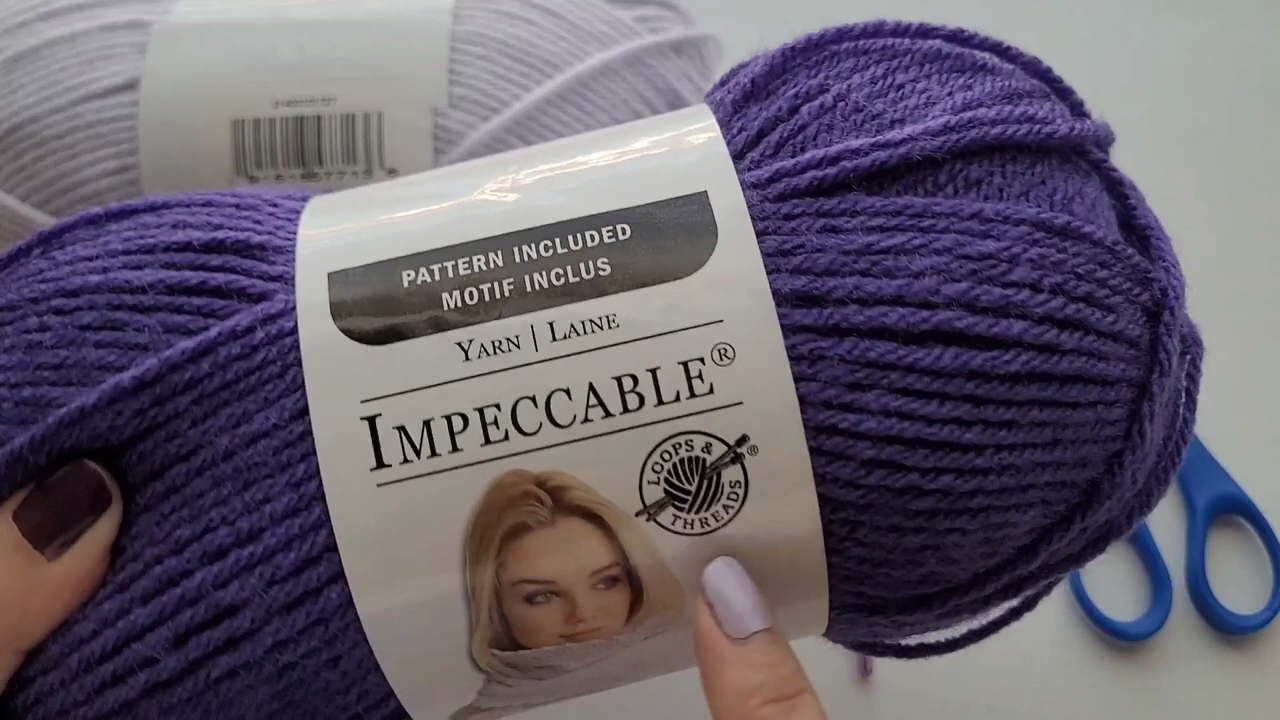 PATTERN INCLUDED
MOTIF INCLUS
YARN | LAINE
IMPECCABLE®
LOOPS &
THREADS®